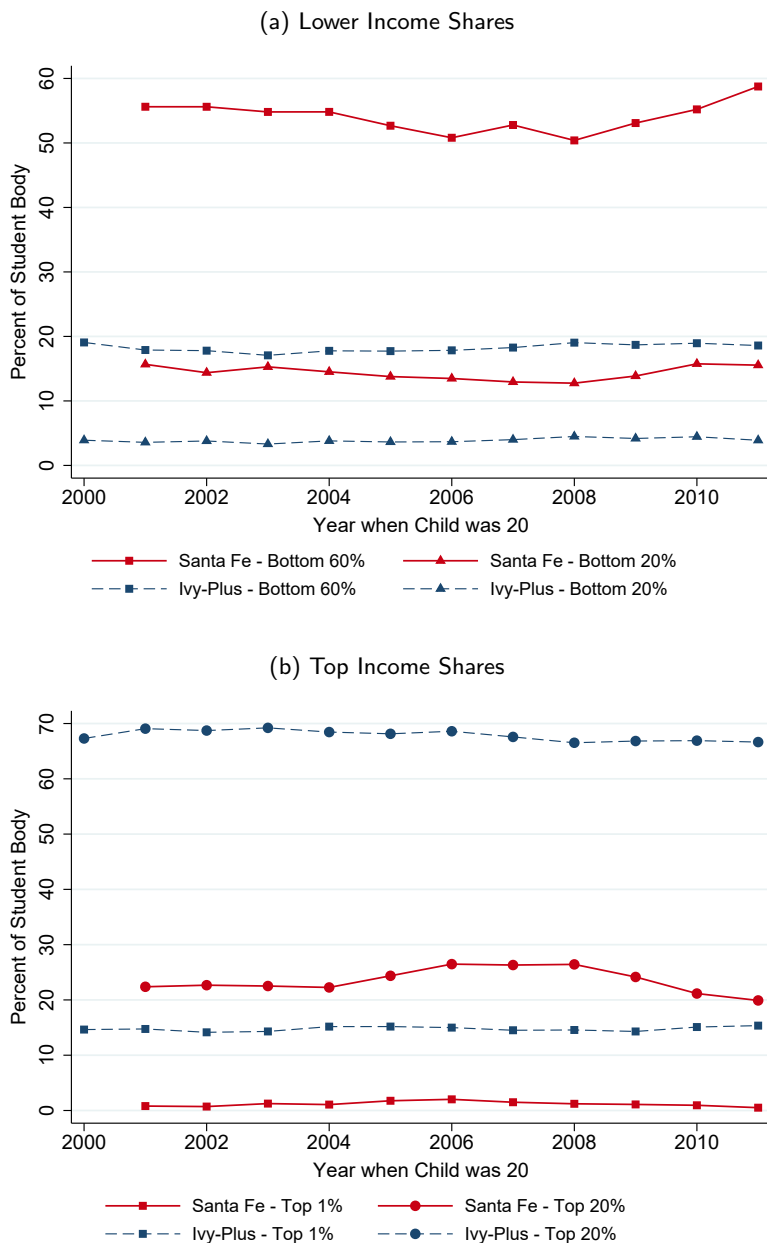 (a) Lower Income Shares
Percent of Student Body
60
50
40
30
20
10
0
2000 2002 2004 2006 2008 2010
Year when Child was 20
Santa Fe - Bottom 60% Santa Fe - Bottom 20%
Ivy-Plus - Bottom 60% Ivy-Plus - Bottom 20%
(b) Top Income Shares
Percent of Student Body
70
60
50
40
30
20
10
0
2000 2002 2004 2006 2008 2010
Year when Child was 20
Santa Fe - Top 1% Santa Fe - Top 20%
Ivy-Plus - Top 1% Ivy-Plus - Top 20%